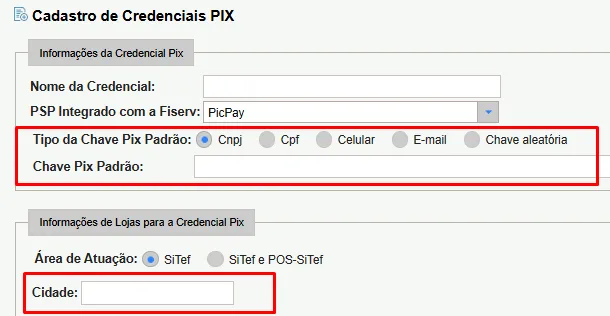 Cadastro de Credenciais PIX
Informações da Credencial Pix
Nome da Credencial:
PSP Integrado com a Fiserv: PicPay
Tipo da Chave Pix Padrão: Cnpj Cpf Celular E-mail Chave aleatória
Chave Pix Padrão:
Informações de Lojas para a Credencial Pix
Área de Atuação: SiTef SiTef e POS-SiTef
Cidade: